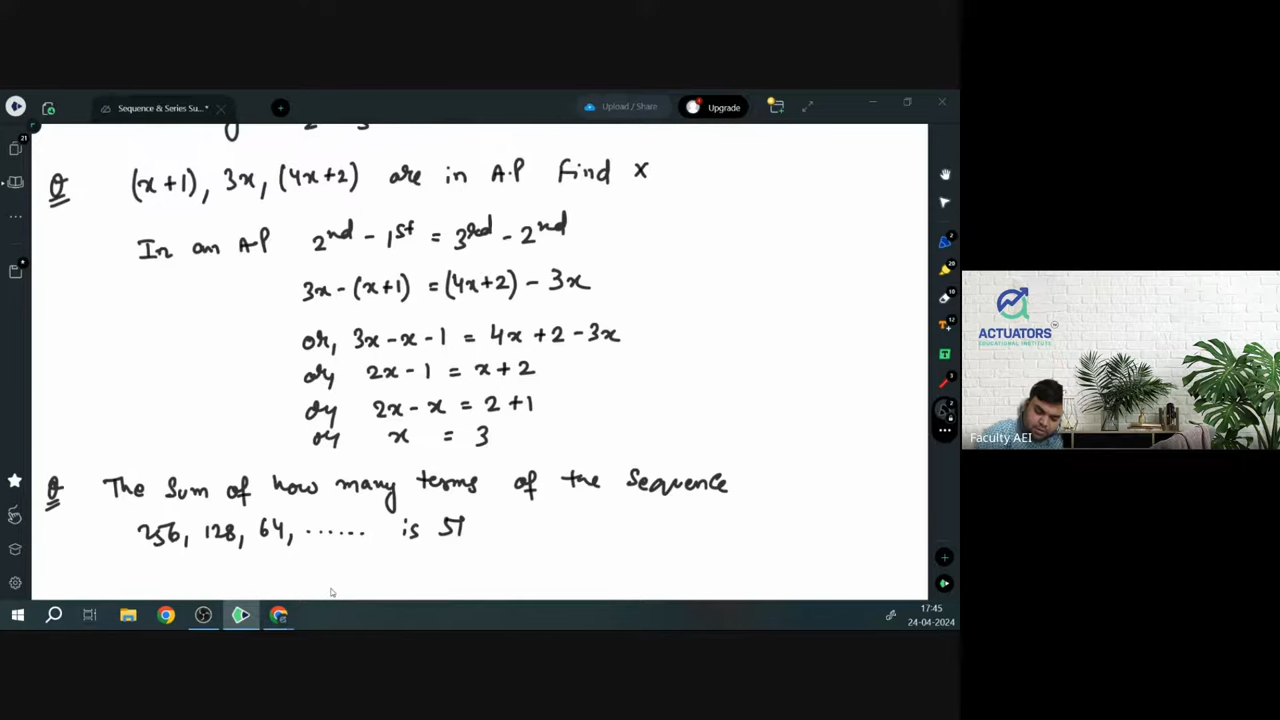 Sequence & Series Su...*
Upload / Share
Upgrade
21
Q (x+1), 3x, (4x+2) are in A.P Find x
In an A.P 2nd - 1st = 3rd - 2nd
3x-(x+1) = (4x+2) - 3x
or, 3x-x-1 = 4x+2-3x
or, 2x-1 = x+2
or, 2x-x = 2+1
or, x = 3
Q The Sum of how many terms of the Sequence
256, 128, 64, ...... is 51
ACTUATORS
EDUCATIONAL INSTITUTE
Faculty AEI
17:45
24-04-2024